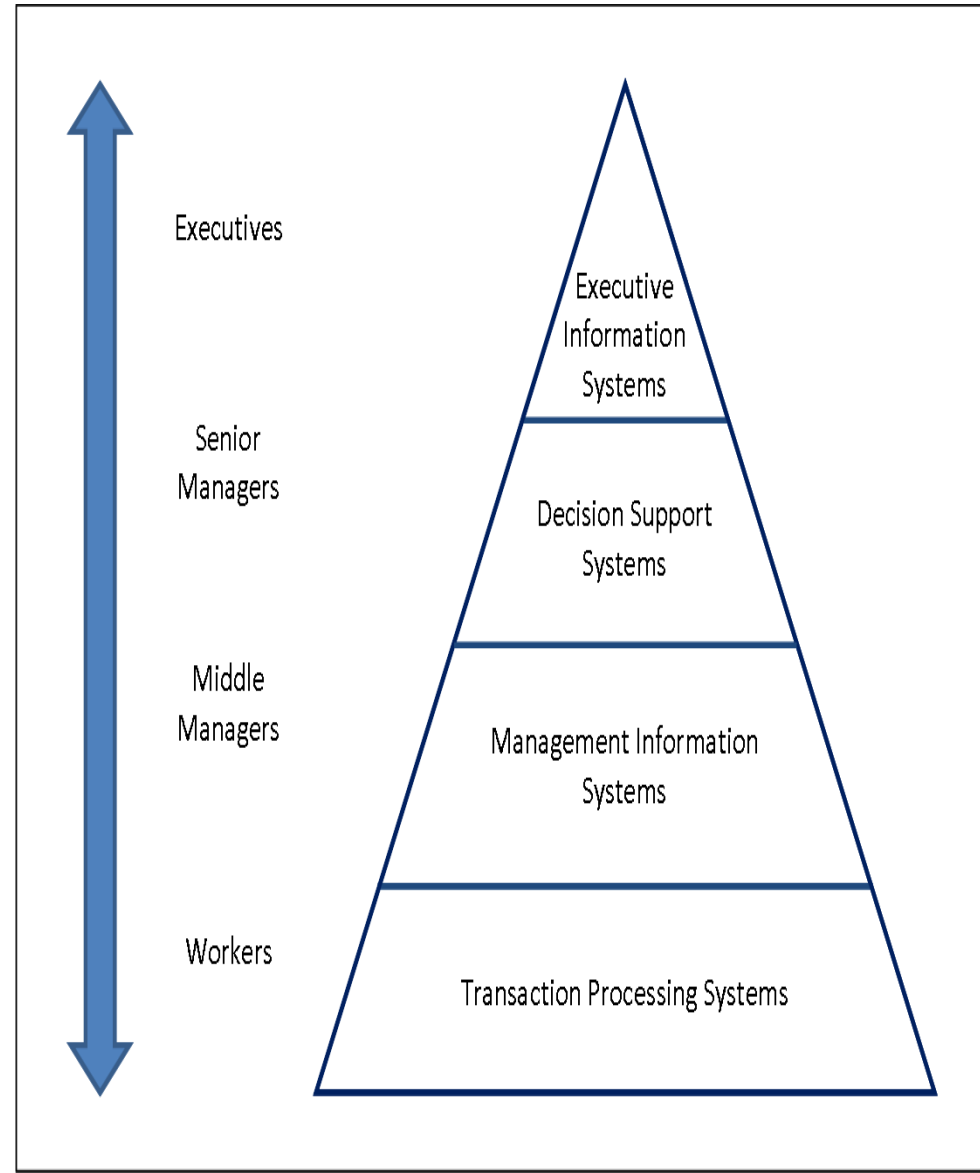 Executives
Executive
Information
Systems
Senior
Managers
Decision Support
Systems
Middle
Managers
Management Information
Systems
Workers
Transaction Processing Systems